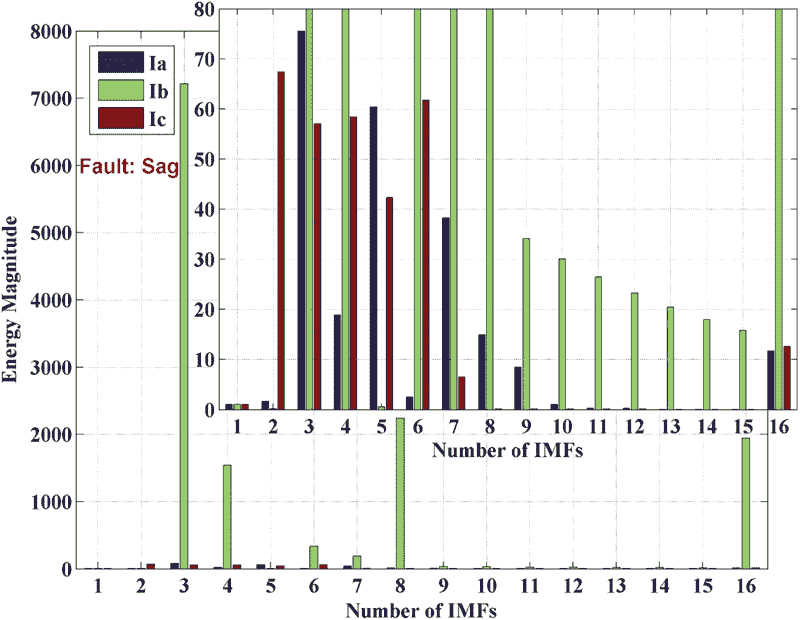 80
70
60
50
40
30
20
10
0
1 2 3 4 5 6 7 8 9 10 11 12 13 14 15 16
Number of IMFs
8000
7000
6000
5000
4000
3000
2000
1000
0
Ia
Ib
Ic
Fault: Sag
Energy Magnitude
1 2 3 4 5 6 7 8 9 10 11 12 13 14 15 16
Number of IMFs